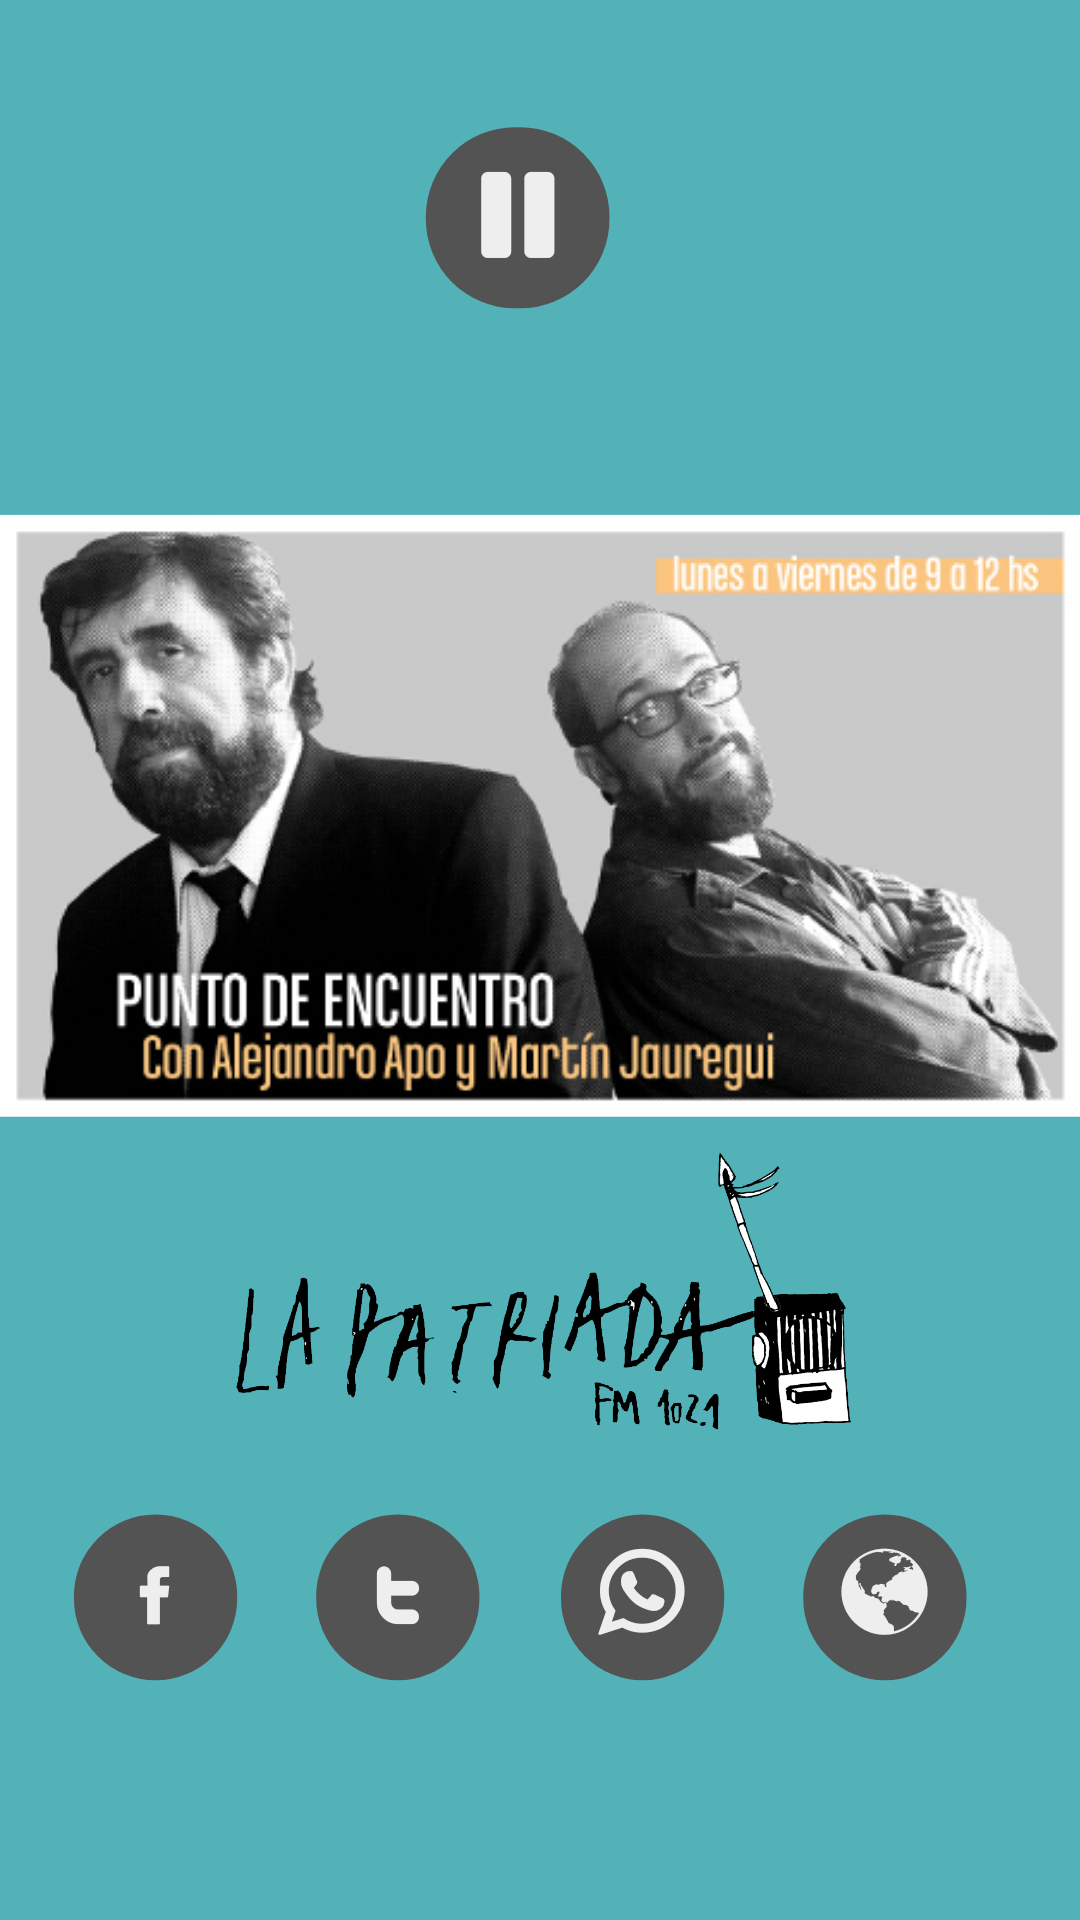 lunes a viernes de 9 a 12 hs
PUNTO DE ENCUENTRO
Con Alejandro Apo y Martín Jauregui
LA PATRIADA
FM 102.1